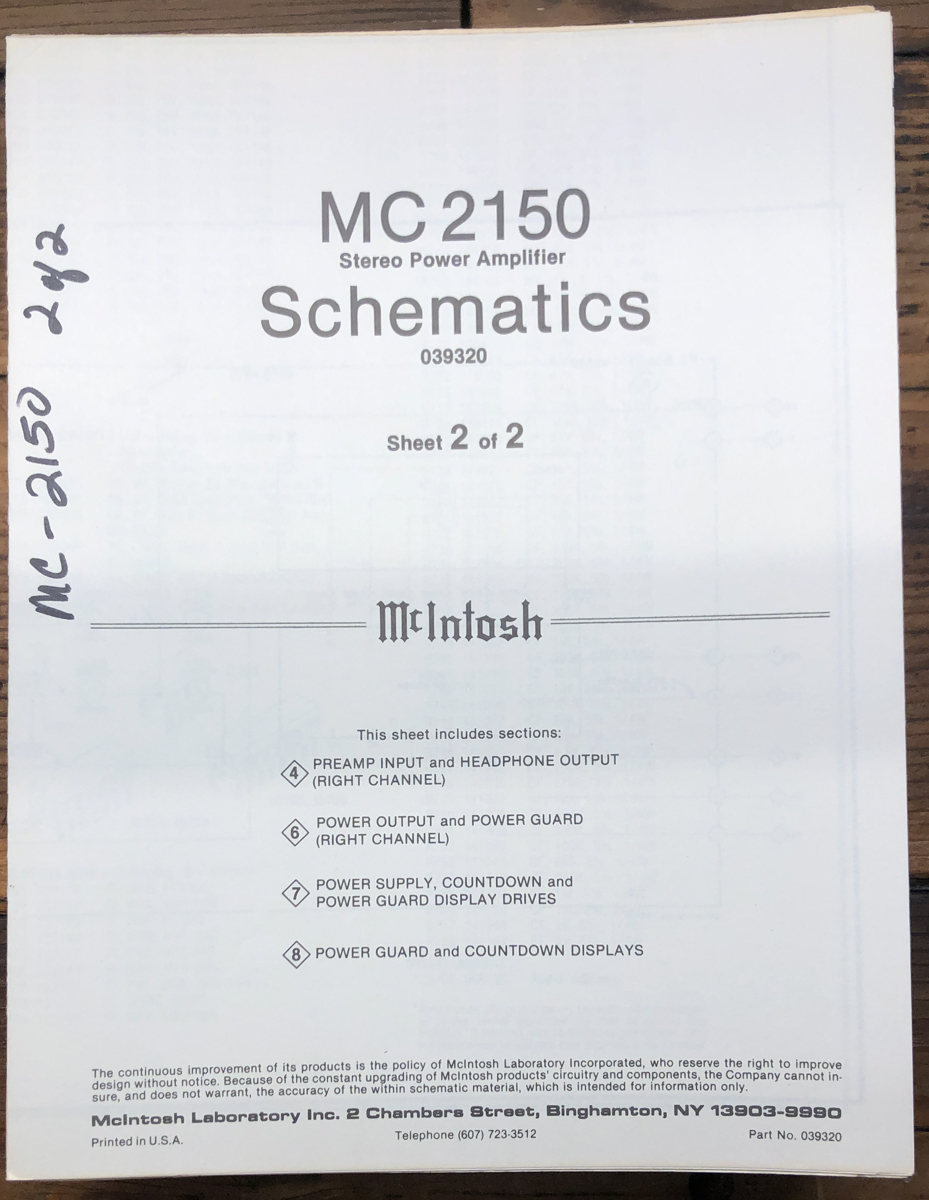 MC 2150
Stereo Power Amplifier
Schematics
039320
Sheet 2 of 2
MC-2150 2 of 2
McIntosh
This sheet includes sections:
4 PREAMP INPUT and HEADPHONE OUTPUT
(RIGHT CHANNEL)
6 POWER OUTPUT and POWER GUARD
(RIGHT CHANNEL)
7 POWER SUPPLY, COUNTDOWN and
POWER GUARD DISPLAY DRIVES
8 POWER GUARD and COUNTDOWN DISPLAYS
The continuous improvement of its products is the policy of McIntosh Laboratory Incorporated, who reserve the right to improve
design without notice. Because of the constant upgrading of McIntosh products' circuitry and components, the Company cannot in-
sure, and does not warrant, the accuracy of the within schematic material, which is intended for information only.
McIntosh Laboratory Inc. 2 Chambers Street, Binghamton, NY 13903-9990
Printed in U.S.A. Telephone (607) 723-3512 Part No. 039320